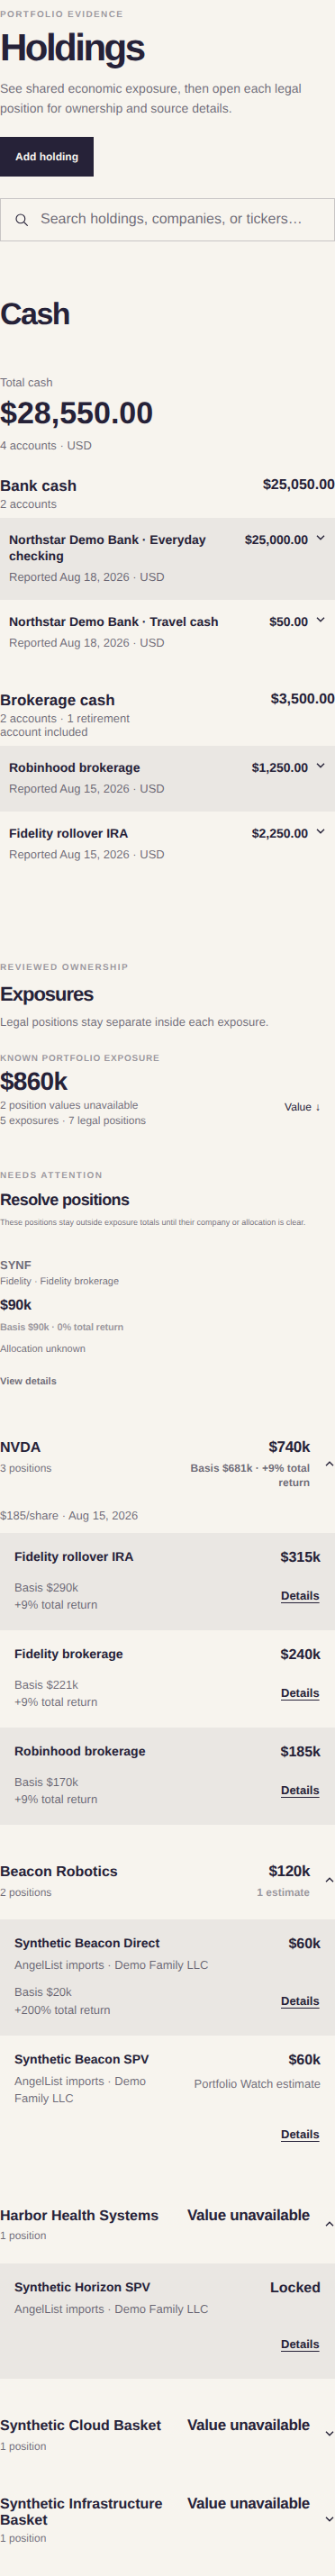 PORTFOLIO EVIDENCE
Holdings
See shared economic exposure, then open each legal
position for ownership and source details.
Add holding
Search holdings, companies, or tickers…
Cash
Total cash
$28,550.00
4 accounts · USD
Bank cash $25,050.00
2 accounts
Northstar Demo Bank · Everyday $25,000.00
checking
Reported Aug 18, 2026 · USD
Northstar Demo Bank · Travel cash $50.00
Reported Aug 18, 2026 · USD
Brokerage cash $3,500.00
2 accounts · 1 retirement
account included
Robinhood brokerage $1,250.00
Reported Aug 15, 2026 · USD
Fidelity rollover IRA $2,250.00
Reported Aug 15, 2026 · USD
REVIEWED OWNERSHIP
Exposures
Legal positions stay separate inside each exposure.
KNOWN PORTFOLIO EXPOSURE
$860k
2 position values unavailable
5 exposures · 7 legal positions
Value ↓
NEEDS ATTENTION
Resolve positions
These positions stay outside exposure totals until their company or allocation is clear.
SYNF
Fidelity · Fidelity brokerage
$90k
Basis $90k · 0% total return
Allocation unknown
View details
NVDA $740k
3 positions Basis $681k · +9% total
return
$185/share · Aug 15, 2026
Fidelity rollover IRA $315k
Basis $290k
+9% total return
Details
Fidelity brokerage $240k
Basis $221k
+9% total return
Details
Robinhood brokerage $185k
Basis $170k
+9% total return
Details
Beacon Robotics $120k
2 positions 1 estimate
Synthetic Beacon Direct $60k
AngelList imports · Demo Family LLC
Basis $20k
+200% total return
Details
Synthetic Beacon SPV $60k
AngelList imports · Demo Portfolio Watch estimate
Family LLC
Details
Harbor Health Systems Value unavailable
1 position
Synthetic Horizon SPV Locked
AngelList imports · Demo Family LLC
Details
Synthetic Cloud Basket Value unavailable
1 position
Synthetic Infrastructure Value unavailable
Basket
1 position